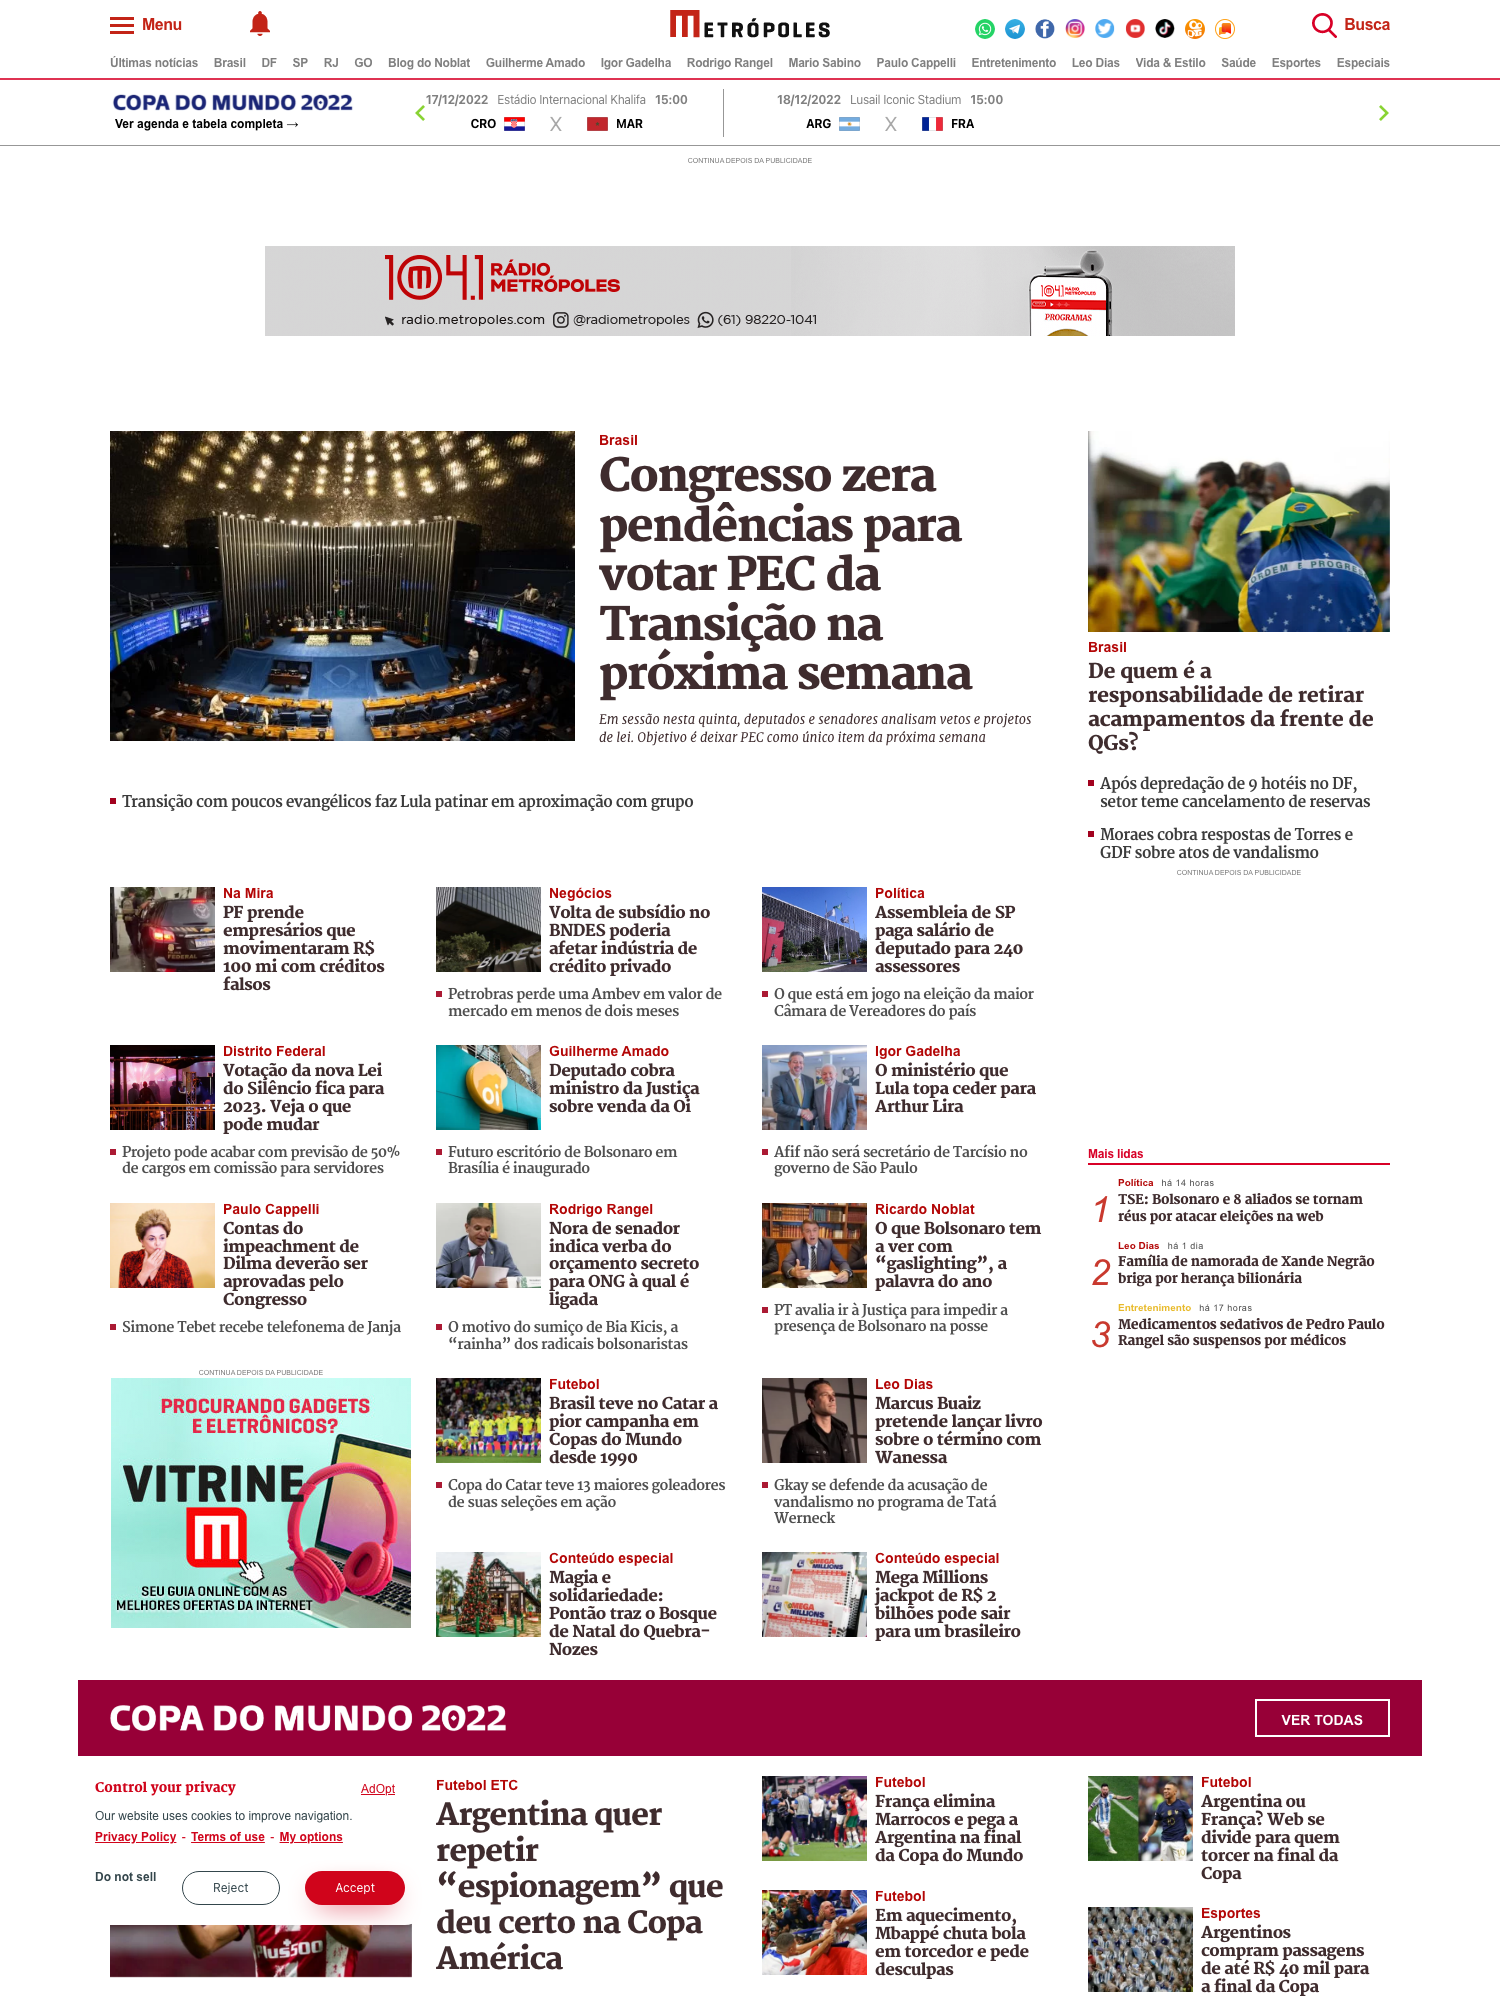 Menu
METRÓPOLES
Busca
Últimas notícias Brasil DF SP RJ GO Blog do Noblat Guilherme Amado Igor Gadelha Rodrigo Rangel Mario Sabino Paulo Cappelli Entretenimento Leo Dias Vida & Estilo Saúde Esportes Especiais
COPA DO MUNDO 2022
Ver agenda e tabela completa →
17/12/2022 Estádio Internacional Khalifa 15:00
CRO X MAR
18/12/2022 Lusail Iconic Stadium 15:00
ARG X FRA
CONTINUA DEPOIS DA PUBLICIDADE
104.1 RÁDIO
METRÓPOLES
radio.metropoles.com @radiometropoles (61) 98220-1041
104.1 RÁDIO METRÓPOLES
PROGRAMAS
Brasil
Congresso zera
pendências para
votar PEC da
Transição na
próxima semana
Em sessão nesta quinta, deputados e senadores analisam vetos e projetos
de lei. Objetivo é deixar PEC como único item da próxima semana
Transição com poucos evangélicos faz Lula patinar em aproximação com grupo
ORDEM E PROGRE
Brasil
De quem é a
responsabilidade de retirar
acampamentos da frente de
QGs?
Após depredação de 9 hotéis no DF,
setor teme cancelamento de reservas
Moraes cobra respostas de Torres e
GDF sobre atos de vandalismo
CONTINUA DEPOIS DA PUBLICIDADE
FEDERAL
Na Mira
PF prende
empresários que
movimentaram R$
100 mi com créditos
falsos
BNDES
Negócios
Volta de subsídio no
BNDES poderia
afetar indústria de
crédito privado
Petrobras perde uma Ambev em valor de
mercado em menos de dois meses
Política
Assembleia de SP
paga salário de
deputado para 240
assessores
O que está em jogo na eleição da maior
Câmara de Vereadores do país
Distrito Federal
Votação da nova Lei
do Silêncio fica para
2023. Veja o que
pode mudar
Projeto pode acabar com previsão de 50%
de cargos em comissão para servidores
oi
Guilherme Amado
Deputado cobra
ministro da Justiça
sobre venda da Oi
Futuro escritório de Bolsonaro em
Brasília é inaugurado
Igor Gadelha
O ministério que
Lula topa ceder para
Arthur Lira
Afif não será secretário de Tarcísio no
governo de São Paulo
Paulo Cappelli
Contas do
impeachment de
Dilma deverão ser
aprovadas pelo
Congresso
Simone Tebet recebe telefonema de Janja
Rodrigo Rangel
Nora de senador
indica verba do
orçamento secreto
para ONG à qual é
ligada
O motivo do sumiço de Bia Kicis, a
“rainha” dos radicais bolsonaristas
Ricardo Noblat
O que Bolsonaro tem
a ver com
“gaslighting”, a
palavra do ano
PT avalia ir à Justiça para impedir a
presença de Bolsonaro na posse
Mais lidas
1
Política há 14 horas
TSE: Bolsonaro e 8 aliados se tornam
réus por atacar eleições na web
2
Leo Dias há 1 dia
Família de namorada de Xande Negrão
briga por herança bilionária
3
Entretenimento há 17 horas
Medicamentos sedativos de Pedro Paulo
Rangel são suspensos por médicos
CONTINUA DEPOIS DA PUBLICIDADE
PROCURANDO GADGETS
E ELETRÔNICOS?
VITRINE
M
SEU GUIA ONLINE COM AS
MELHORES OFERTAS DA INTERNET
Futebol
Brasil teve no Catar a
pior campanha em
Copas do Mundo
desde 1990
Copa do Catar teve 13 maiores goleadores
de suas seleções em ação
Leo Dias
Marcus Buaiz
pretende lançar livro
sobre o término com
Wanessa
Gkay se defende da acusação de
vandalismo no programa de Tatá
Werneck
Conteúdo especial
Magia e
solidariedade:
Pontão traz o Bosque
de Natal do Quebra-
Nozes
MEGA
MILLIONS
MEGA
MILLIONS
Conteúdo especial
Mega Millions
jackpot de R$ 2
bilhões pode sair
para um brasileiro
COPA DO MUNDO 2022
VER TODAS
Control your privacy
AdOpt
Our website uses cookies to improve navigation.
Privacy Policy - Terms of use - My options
Do not sell
Reject
Accept
Plus500
Futebol ETC
Argentina quer
repetir
“espionagem” que
deu certo na Copa
América
Futebol
França elimina
Marrocos e pega a
Argentina na final
da Copa do Mundo
Futebol
Em aquecimento,
Mbappé chuta bola
em torcedor e pede
desculpas
10
Futebol
Argentina ou
França? Web se
divide para quem
torcer na final da
Copa
Esportes
Argentinos
compram passagens
de até R$ 40 mil para
a final da Copa